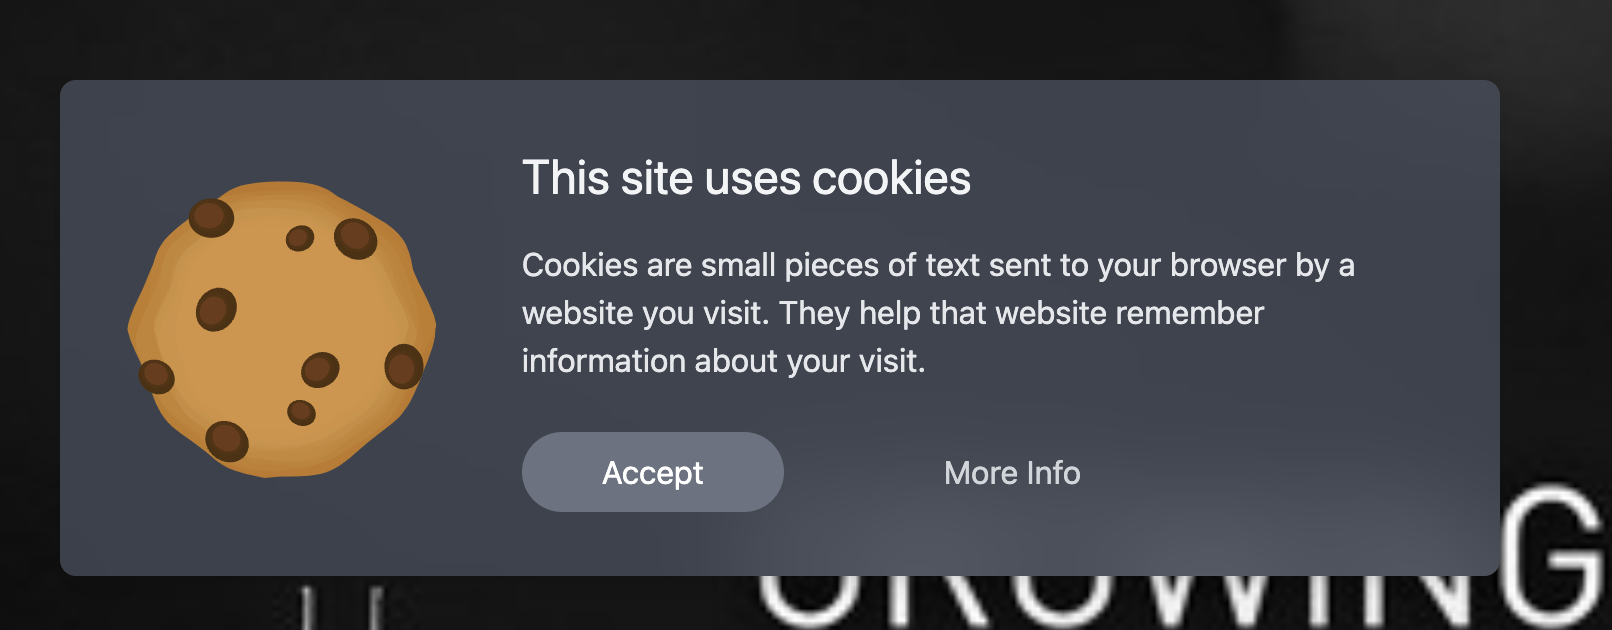 This site uses cookies
Cookies are small pieces of text sent to your browser by a
website you visit. They help that website remember
information about your visit.
Accept
More Info